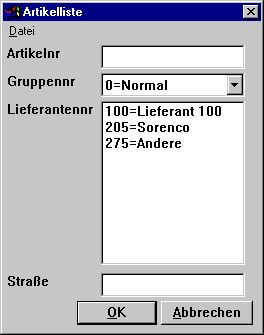 Artikelliste
Datei
Artikelnr
Gruppennr 0=Normal
Lieferantennr 100=Lieferant 100
205=Sorenco
275=Andere
Straße
OK Abbrechen